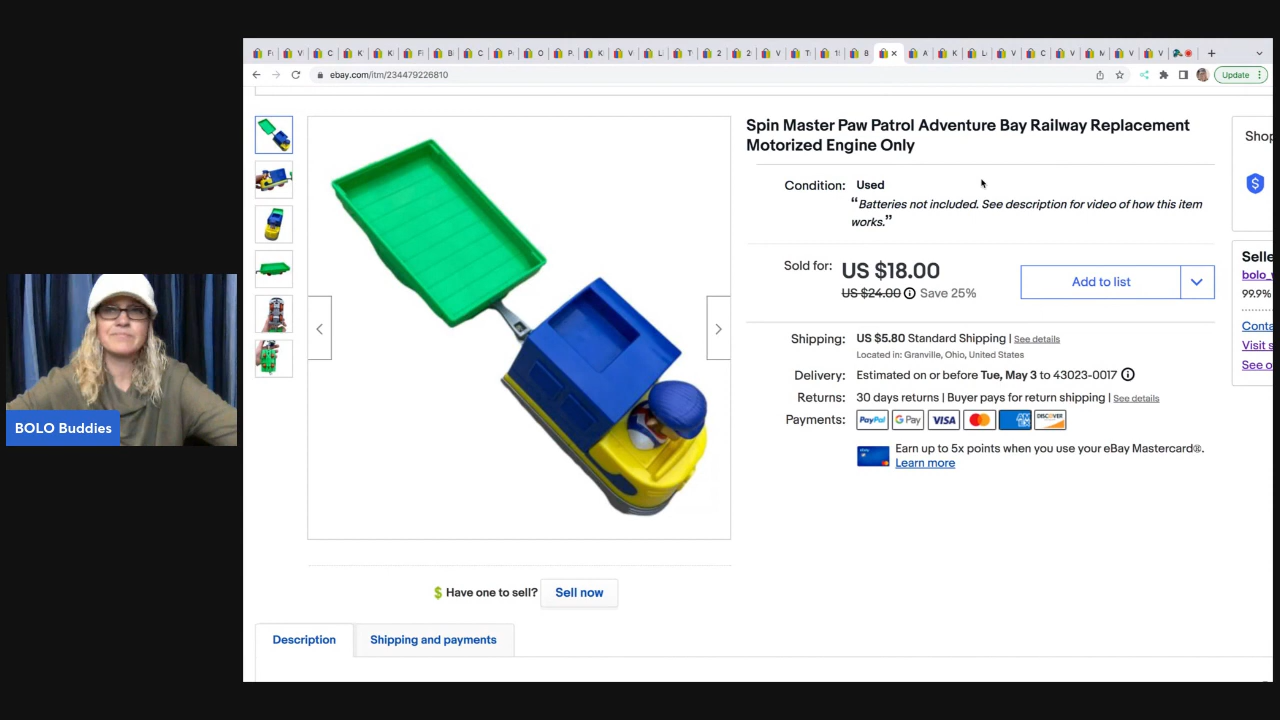 ebay.com/itm/234479226810
Update
Spin Master Paw Patrol Adventure Bay Railway Replacement
Motorized Engine Only
Condition: Used
“Batteries not included. See description for video of how this item
works.”
Sold for: US $18.00
US $24.00 Save 25%
Add to list
Shipping: US $5.80 Standard Shipping | See details
Located in: Granville, Ohio, United States
Delivery: Estimated on or before Tue, May 3 to 43023-0017
Returns: 30 days returns | Buyer pays for return shipping | See details
Payments: PayPal G Pay VISA DISCOVER
Earn up to 5x points when you use your eBay Mastercard®.
Learn more
Shop
Selle
bolo_
99.9%
Conta
Visit s
See o
BOLO Buddies
Have one to sell? Sell now
Description Shipping and payments